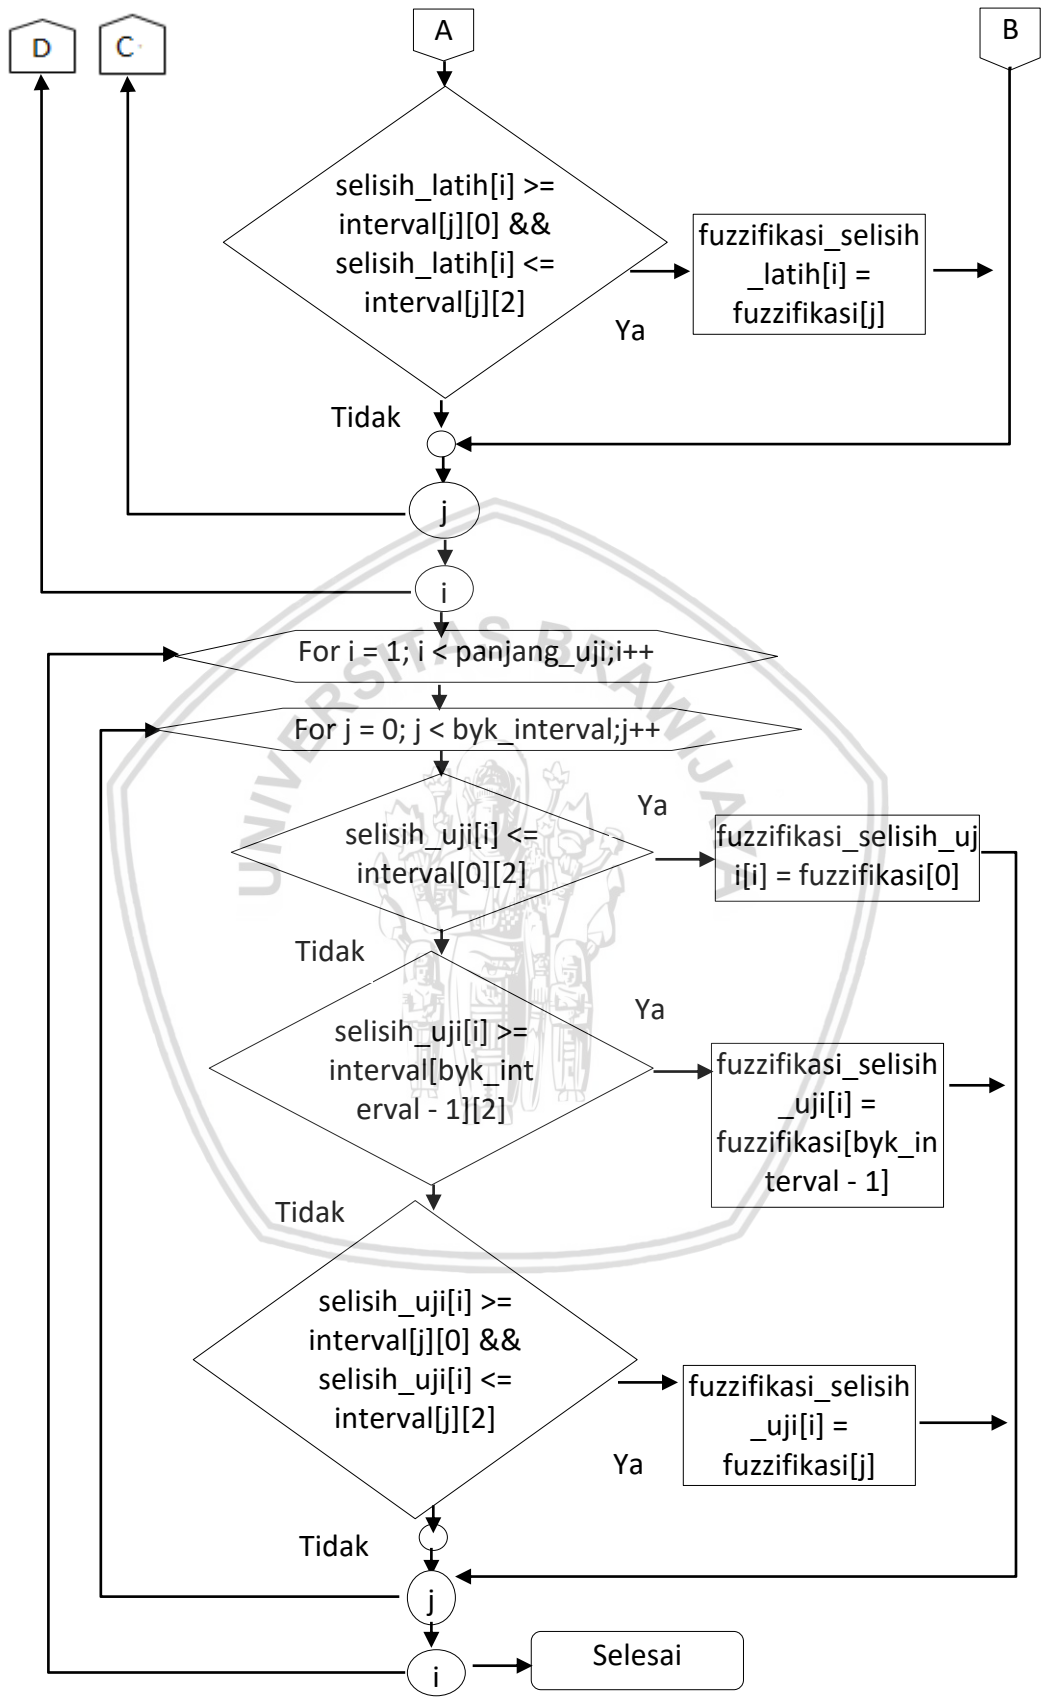 D
C
A
B
selisih_latih[i] >=
interval[j][0] &&
selisih_latih[i] <=
interval[j][2]
fuzzifikasi_selisih
_latih[i] =
fuzzifikasi[j]
Ya
Tidak
j
i
For i = 1; i < panjang_uji;i++
For j = 0; j < byk_interval;j++
UNIVERSITAS BRAWIJAYA
selisih_uji[i] <=
interval[0][2]
Ya
fuzzifikasi_selisih_uj
i[i] = fuzzifikasi[0]
Tidak
selisih_uji[i] >=
interval[byk_int
erval - 1][2]
Ya
fuzzifikasi_selisih
_uji[i] =
fuzzifikasi[byk_in
terval - 1]
Tidak
selisih_uji[i] >=
interval[j][0] &&
selisih_uji[i] <=
interval[j][2]
fuzzifikasi_selisih
_uji[i] =
fuzzifikasi[j]
Ya
Tidak
j
i
Selesai